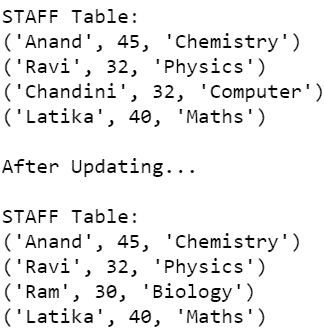 STAFF Table:
('Anand', 45, 'Chemistry')
('Ravi', 32, 'Physics')
('Chandini', 32, 'Computer')
('Latika', 40, 'Maths')
After Updating...
STAFF Table:
('Anand', 45, 'Chemistry')
('Ravi', 32, 'Physics')
('Ram', 30, 'Biology')
('Latika', 40, 'Maths')